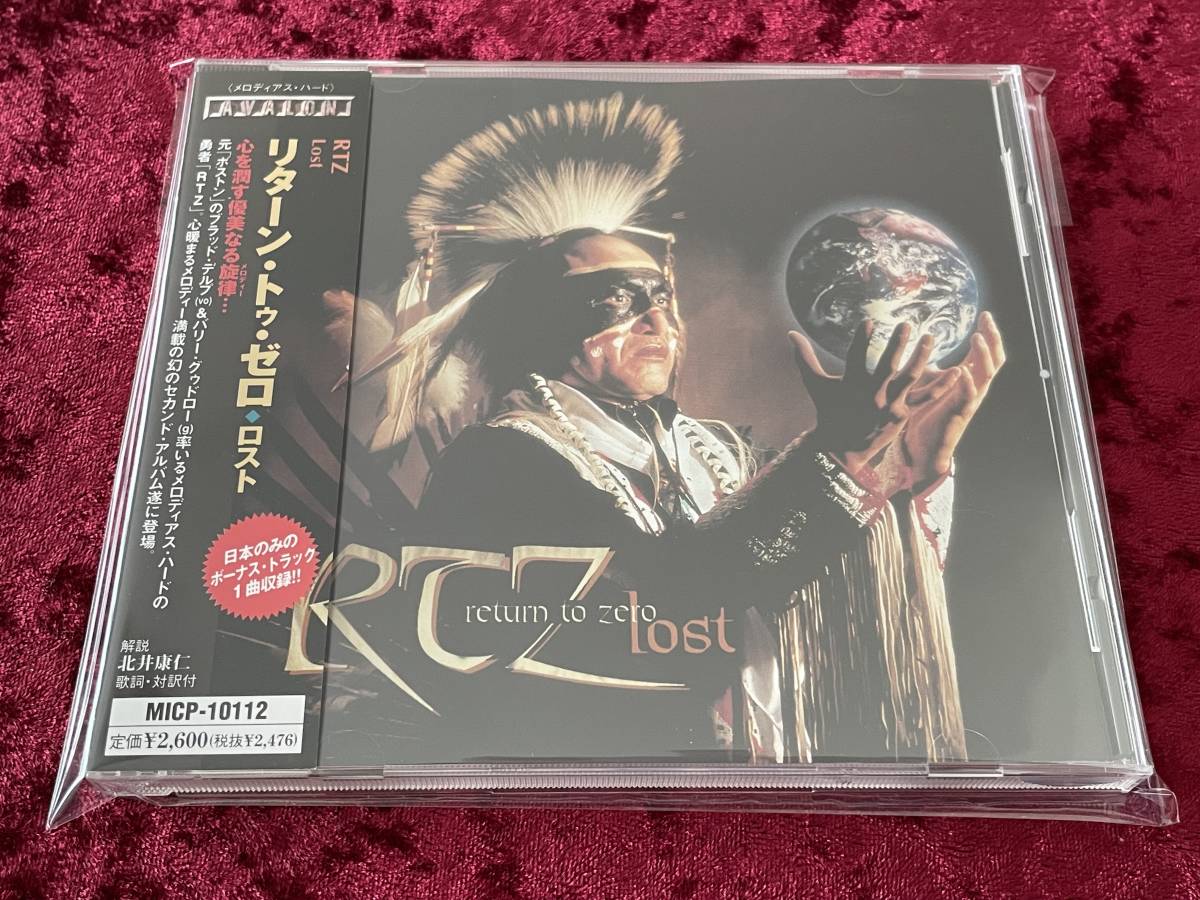 〈メロディアス・ハード〉
AVALON
RTZ
Lost
リターン・トゥ・ゼロ◆ロスト
心を潤す優美なる旋律…
メロディー
元「ボストン」のブラッド・デルプ(vo)&バリー・グゥドロー(g)率いるメロディアス・ハードの
勇者「RTZ」。心暖まるメロディー満載の幻のセカンド・アルバム遂に登場。
日本のみの
ボーナス・トラック
1曲収録!!
解説
北井康仁
歌詞・対訳付
MICP-10112
定価¥2,600(税抜¥2,476)
RTZ
return to zero
lost